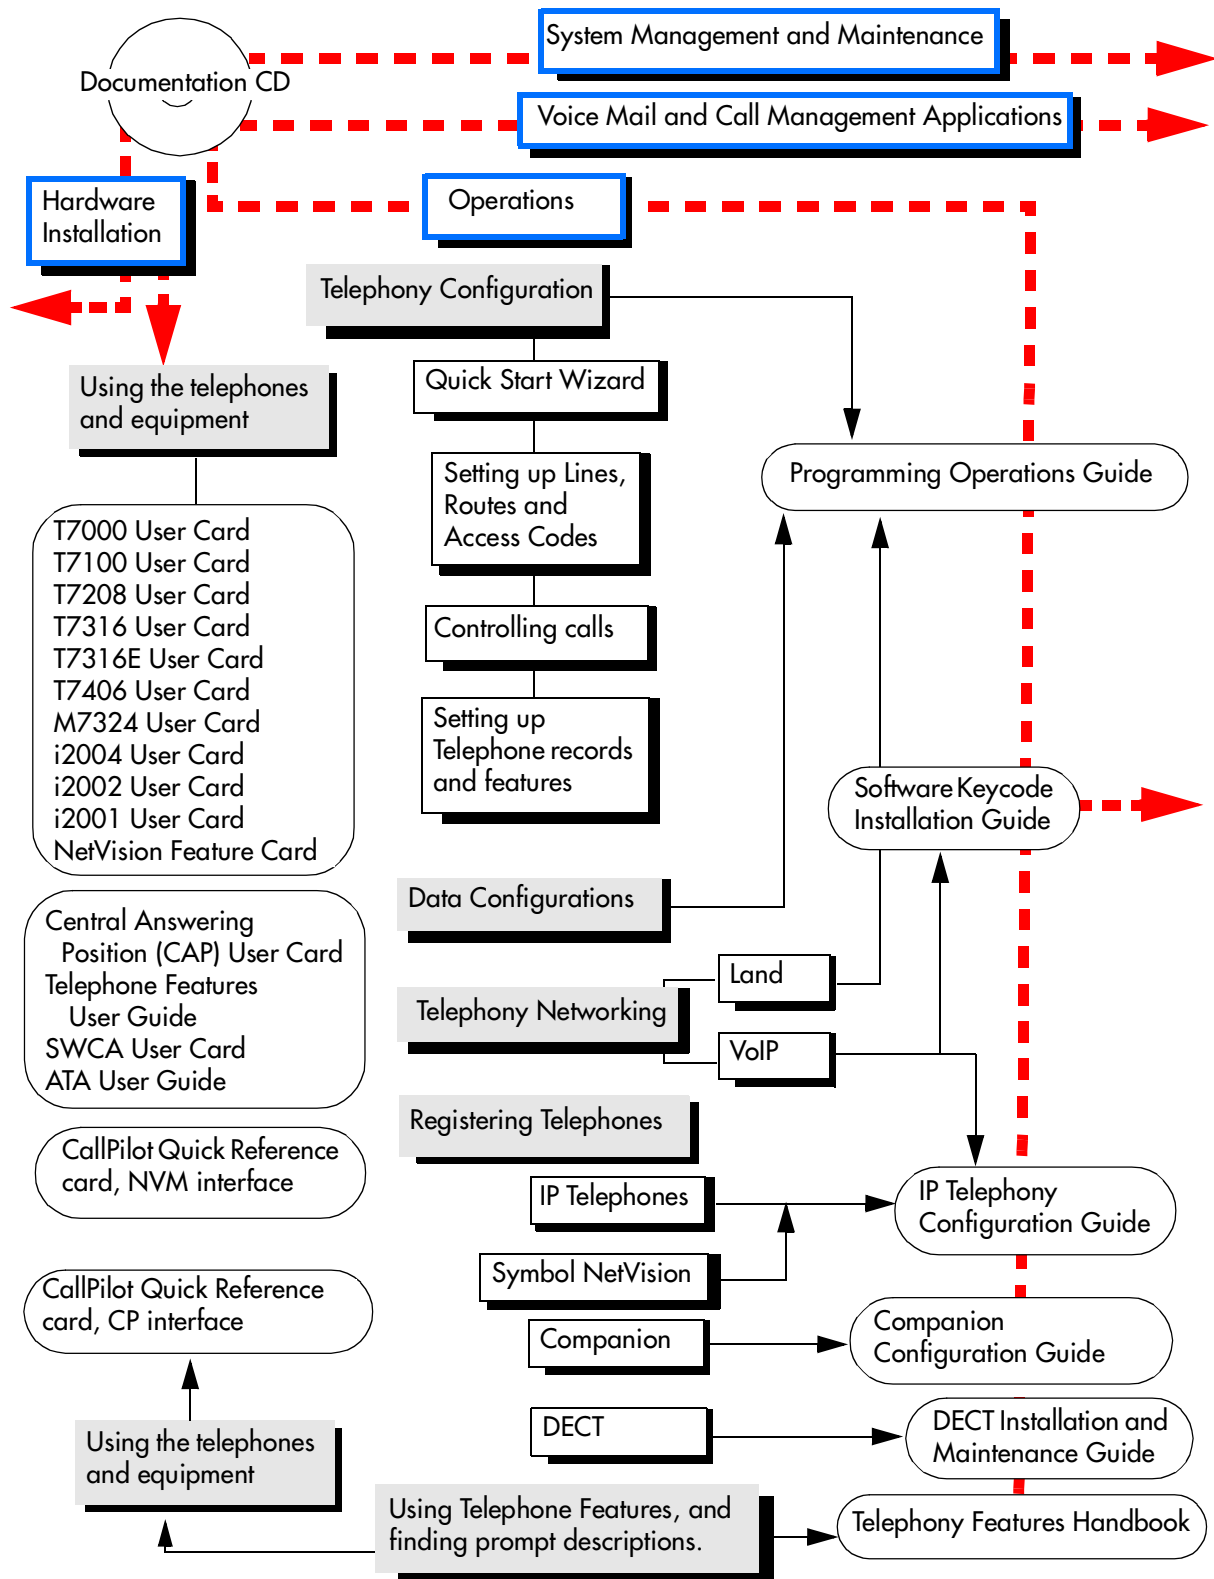 System Management and Maintenance
Documentation CD
Voice Mail and Call Management Applications
Hardware
Installation
Operations
Telephony Configuration
Quick Start Wizard
Using the telephones
and equipment
Setting up Lines,
Routes and
Access Codes
Programming Operations Guide
T7000 User Card
T7100 User Card
T7208 User Card
T7316 User Card
T7316E User Card
T7406 User Card
M7324 User Card
i2004 User Card
i2002 User Card
i2001 User Card
NetVision Feature Card
Controlling calls
Setting up
Telephone records
and features
Software Keycode
Installation Guide
Data Configurations
Central Answering
Position (CAP) User Card
Telephone Features
User Guide
SWCA User Card
ATA User Guide
Land
Telephony Networking
VoIP
Registering Telephones
CallPilot Quick Reference
card, NVM interface
IP Telephones
IP Telephony
Configuration Guide
Symbol NetVision
CallPilot Quick Reference
card, CP interface
Companion
Companion
Configuration Guide
DECT
DECT Installation and
Maintenance Guide
Using the telephones
and equipment
Using Telephone Features, and
finding prompt descriptions.
Telephony Features Handbook